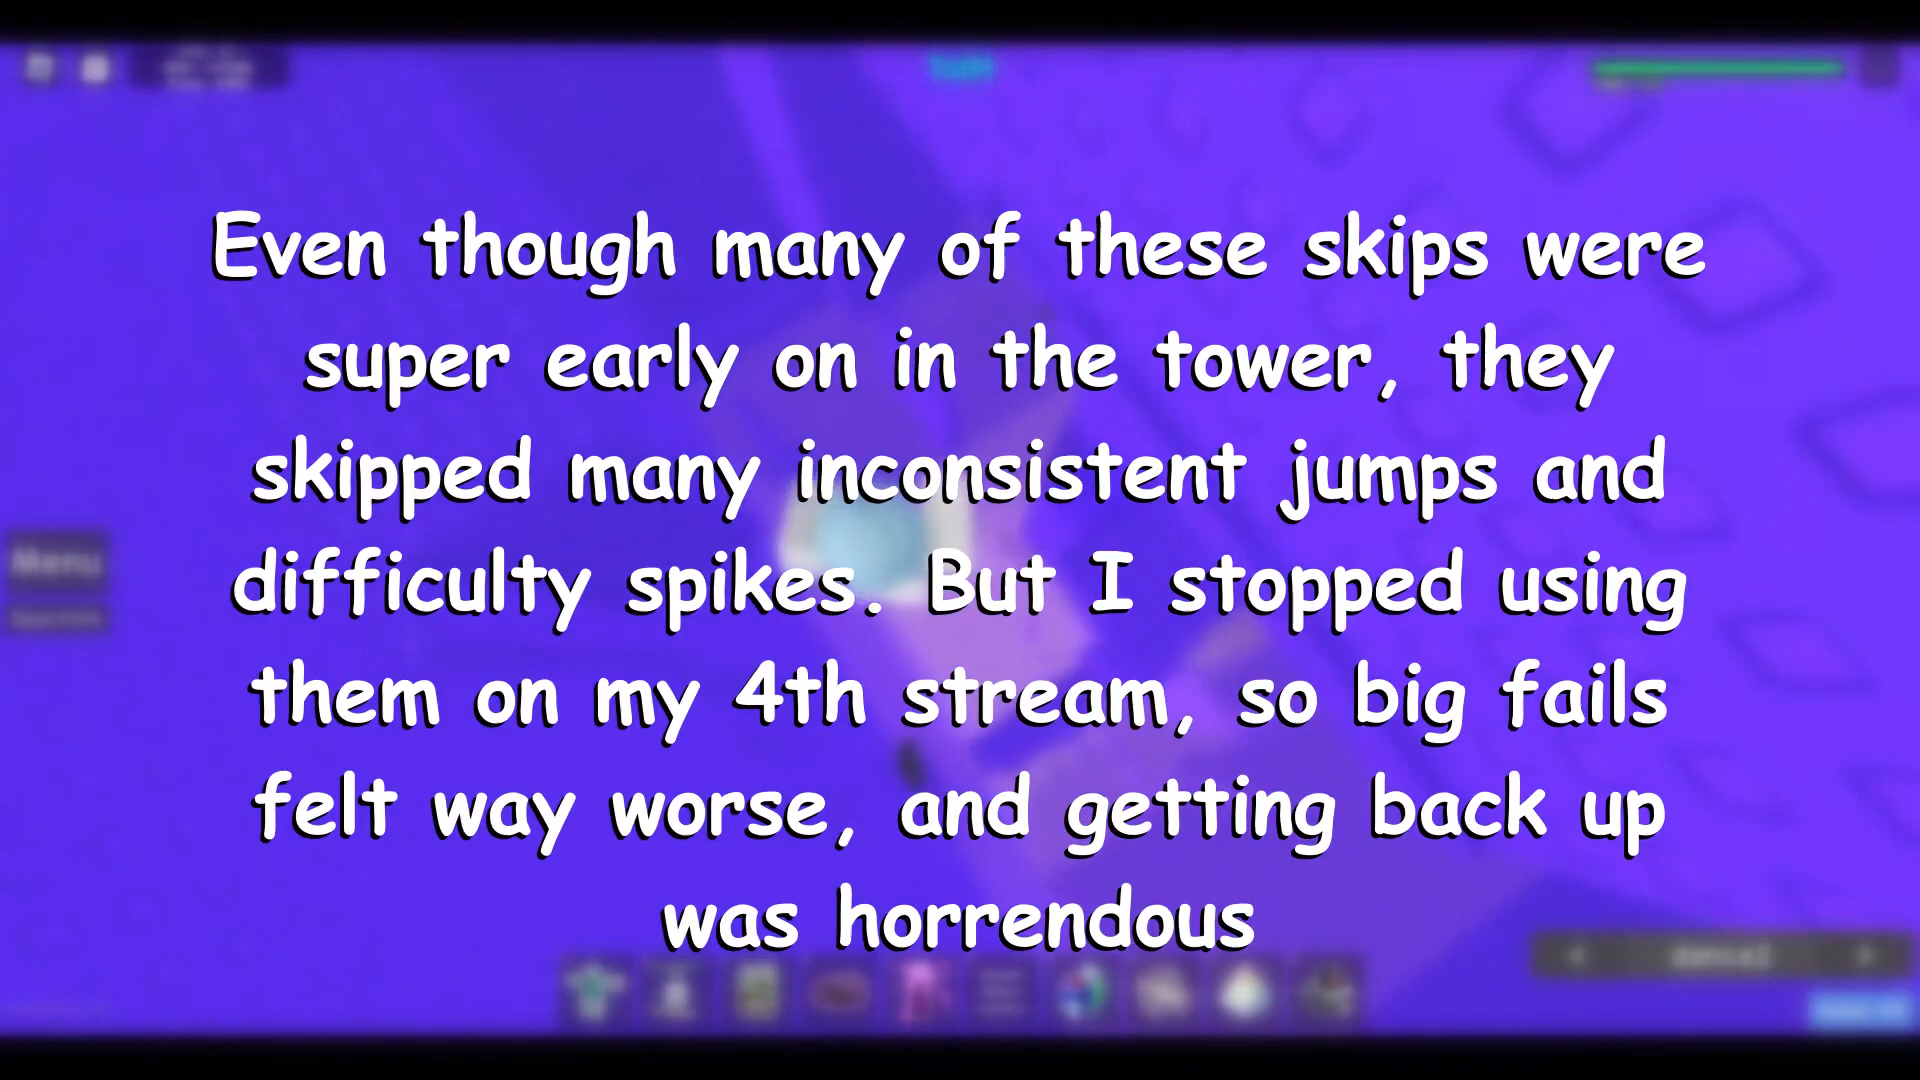 Even though many of these skips were
super early on in the tower, they
skipped many inconsistent jumps and
difficulty spikes. But I stopped using
them on my 4th stream, so big fails
felt way worse, and getting back up
was horrendous
Menu
dance2